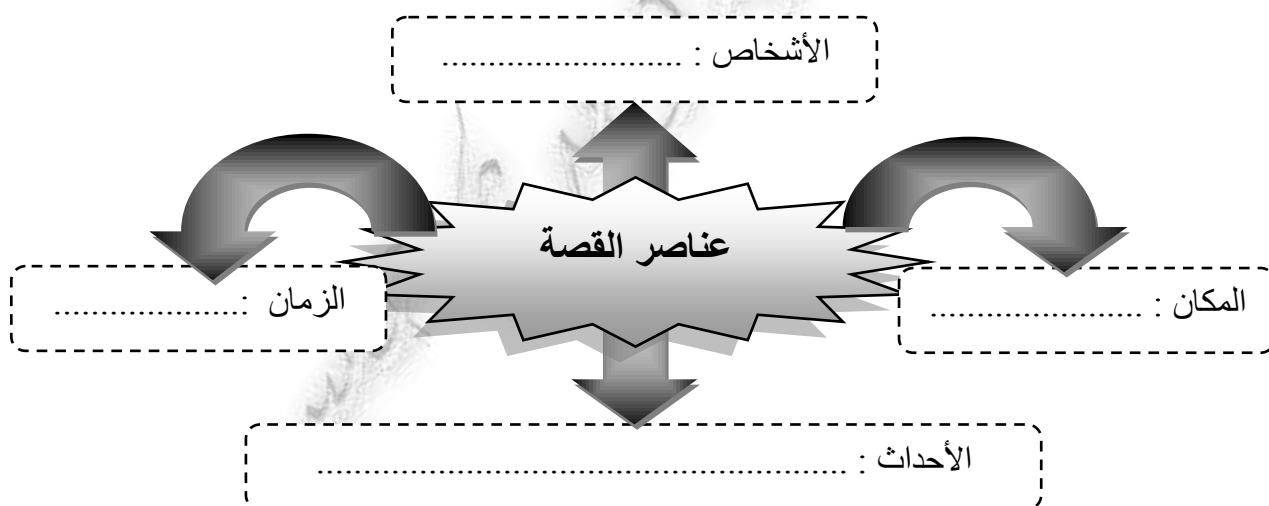 الأشخاص : ..........................
عناصر القصة
المكان : .......................
الزمان :....................
الأحداث : .........................................................